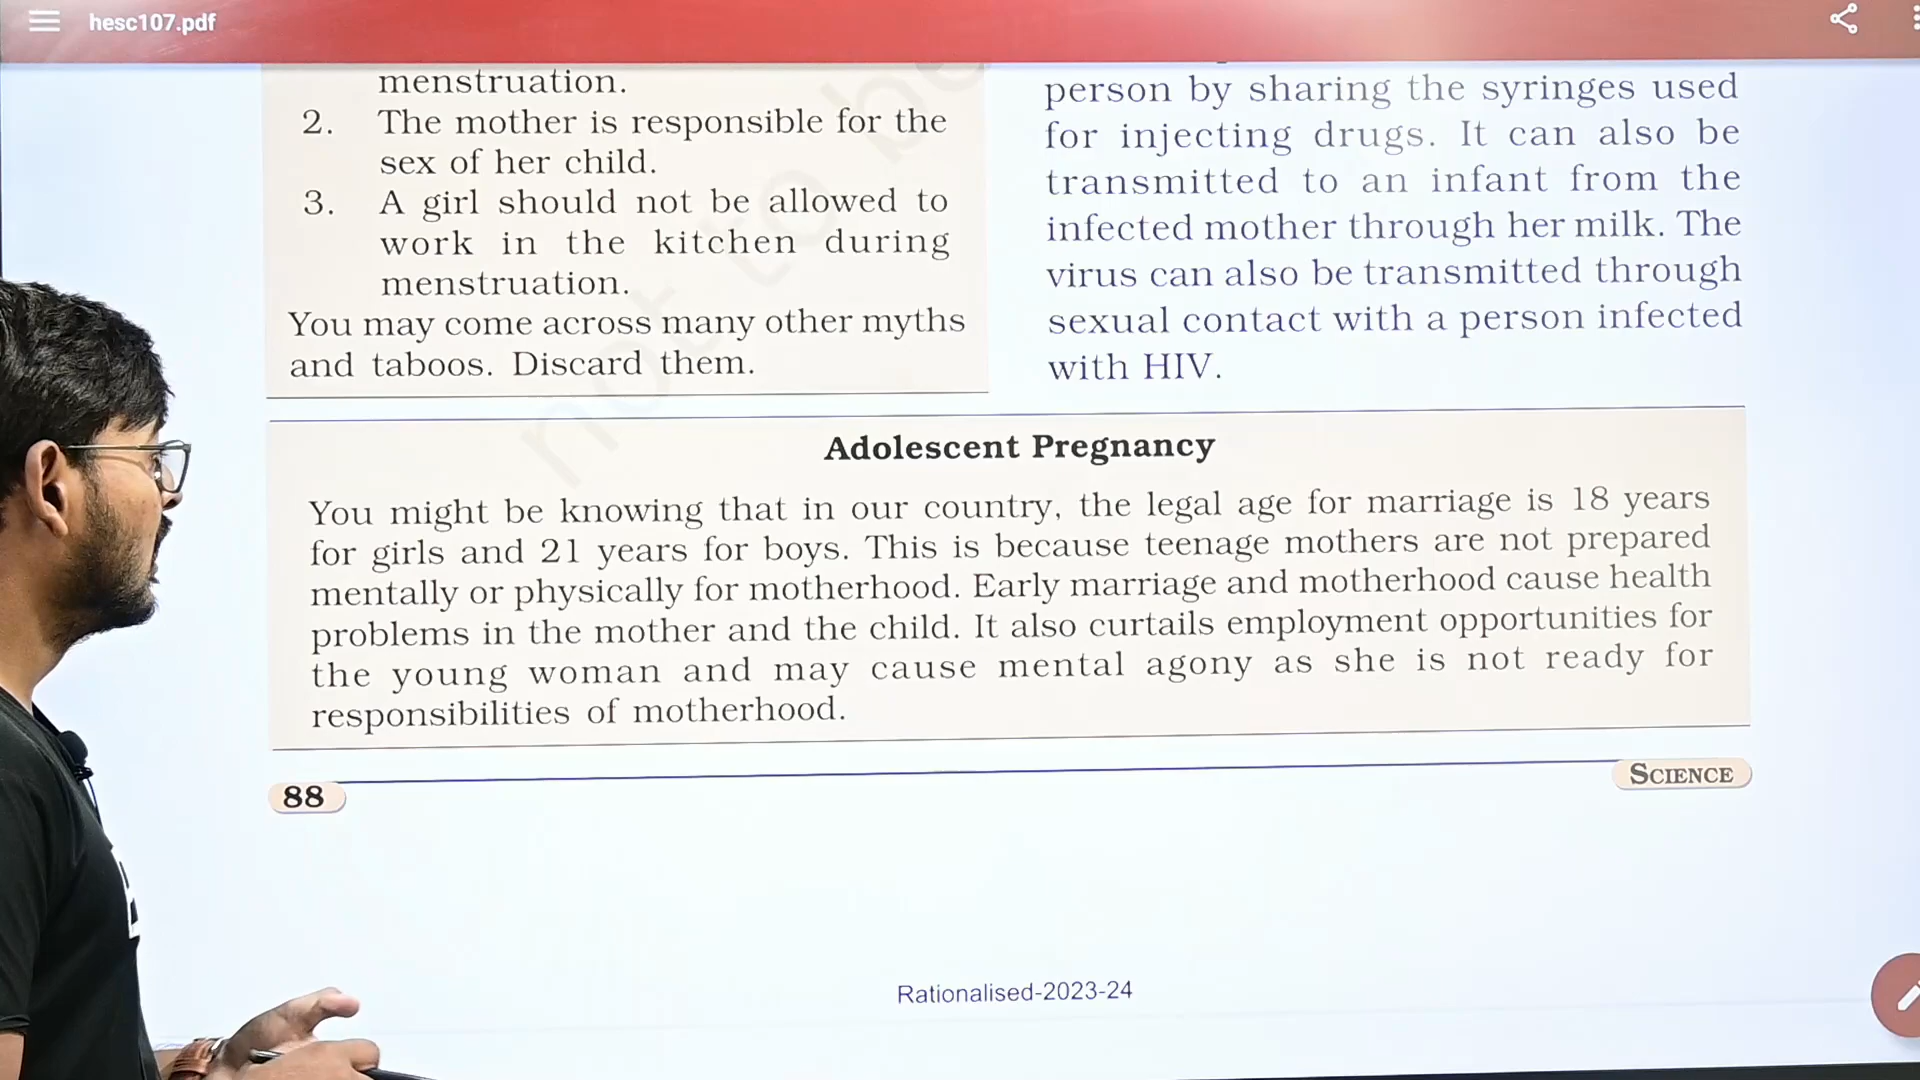 hesc107.pdf
menstruation.
2. The mother is responsible for the
sex of her child.
3. A girl should not be allowed to
work in the kitchen during
menstruation.
You may come across many other myths
and taboos. Discard them.
person by sharing the syringes used
for injecting drugs. It can also be
transmitted to an infant from the
infected mother through her milk. The
virus can also be transmitted through
sexual contact with a person infected
with HIV.
not to be
Adolescent Pregnancy
You might be knowing that in our country, the legal age for marriage is 18 years
for girls and 21 years for boys. This is because teenage mothers are not prepared
mentally or physically for motherhood. Early marriage and motherhood cause health
problems in the mother and the child. It also curtails employment opportunities for
the young woman and may cause mental agony as she is not ready for
responsibilities of motherhood.
88
SCIENCE
Rationalised-2023-24